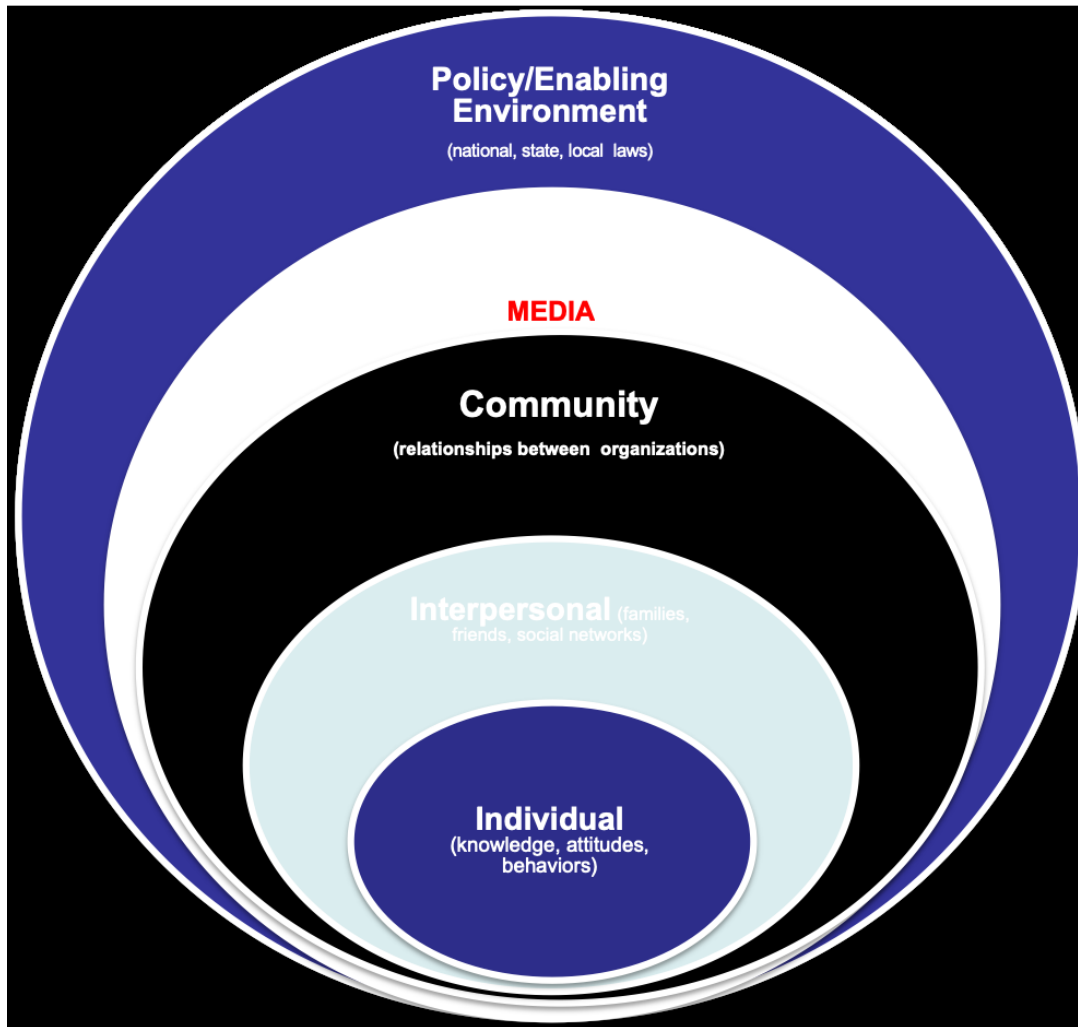 Policy/Enabling
Environment
(national, state, local laws)
MEDIA
Community
(relationships between organizations)
Interpersonal (families,
friends, social networks)
Individual
(knowledge, attitudes,
behaviors)